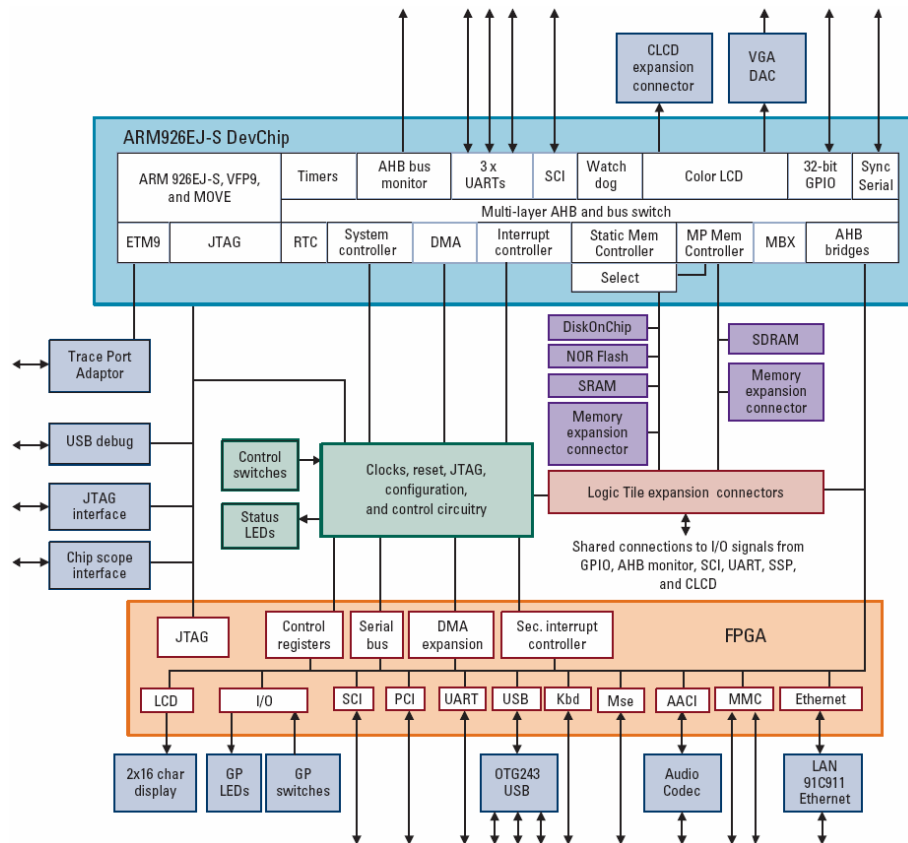 CLCD
expansion
connector
VGA
DAC
ARM926EJ-S DevChip
ARM 926EJ-S, VFP9,
and MOVE
Timers
AHB bus
monitor
3 x
UARTs
SCI
Watch
dog
Color LCD
32-bit
GPIO
Sync
Serial
Multi-layer AHB and bus switch
ETM9
JTAG
RTC
System
controller
DMA
Interrupt
controller
Static Mem
Controller
MP Mem
Controller
MBX
AHB
bridges
Select
Trace Port
Adaptor
DiskOnChip
NOR Flash
SRAM
Memory
expansion
connector
SDRAM
Memory
expansion
connector
USB debug
JTAG
interface
Chip scope
interface
Control
switches
Status
LEDs
Clocks, reset, JTAG,
configuration,
and control circuitry
Logic Tile expansion connectors
Shared connections to I/O signals from
GPIO, AHB monitor, SCI, UART, SSP,
and CLCD
JTAG
Control
registers
Serial
bus
DMA
expansion
Sec. interrupt
controller
FPGA
LCD
I/O
SCI
PCI
UART
USB
Kbd
Mse
AACI
MMC
Ethernet
2x16 char
display
GP
LEDs
GP
switches
OTG243
USB
Audio
Codec
LAN
91C911
Ethernet